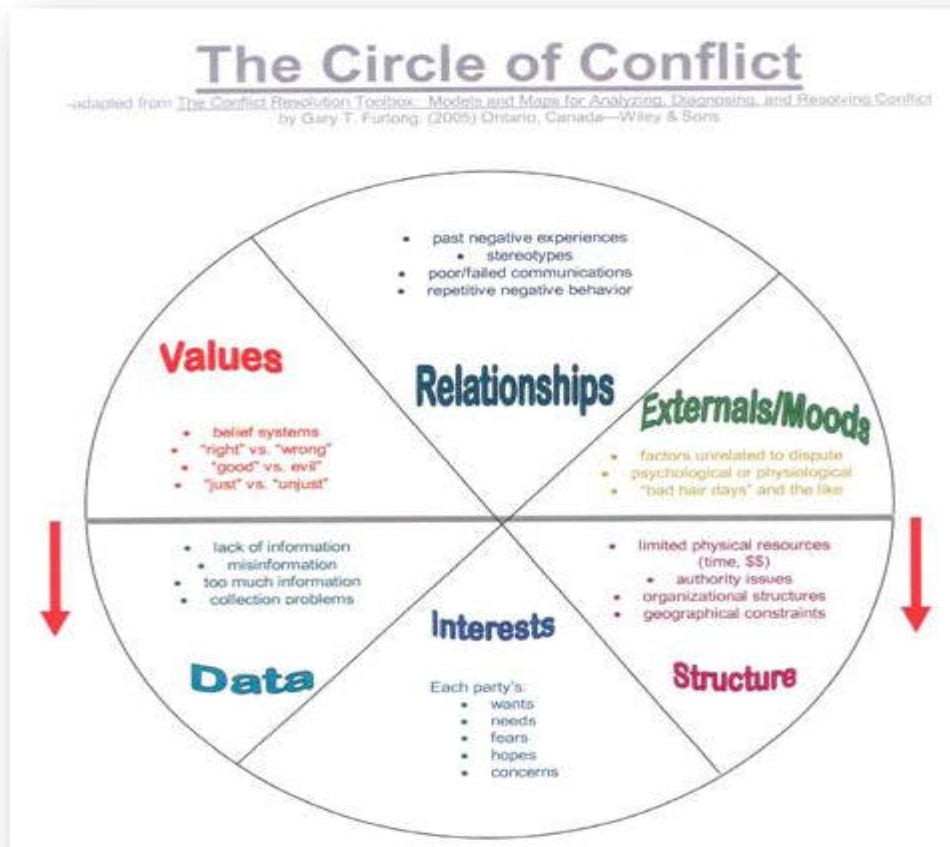 The Circle of Conflict
-adapted from The Conflict Resolution Toolbox: Models and Maps for Analyzing, Diagnosing, and Resolving Conflict
by Gary T. Furlong. (2005) Ontario, Canada—Wiley & Sons
• past negative experiences
• stereotypes
• poor/failed communications
• repetitive negative behavior
Relationships
Values
• belief systems
• "right" vs. "wrong"
• "good" vs. evil"
• "just" vs. "unjust"
Externals/Moods
• factors unrelated to dispute
• psychological or physiological
• "bad hair days" and the like
• lack of information
• misinformation
• too much information
• collection problems
Data
Interests
Each party's:
• wants
• needs
• fears
• hopes
• concerns
• limited physical resources
(time, $$)
• authority issues
• organizational structures
• geographical constraints
Structure